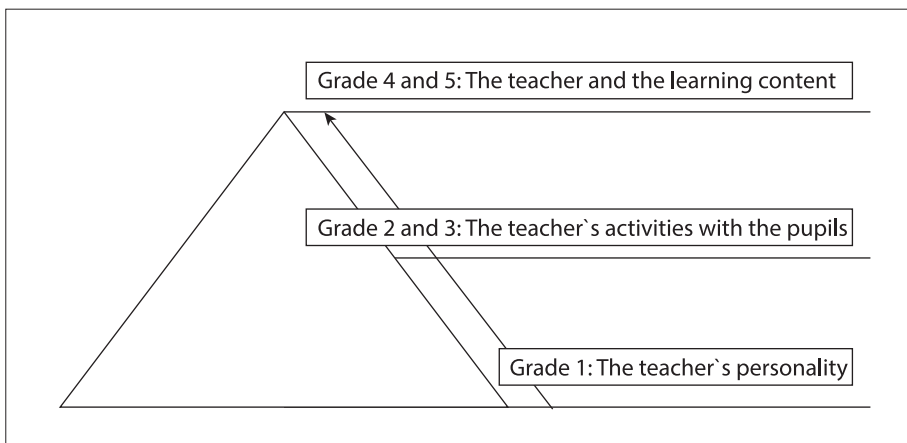 Grade 4 and 5: The teacher and the learning content
Grade 2 and 3: The teacher`s activities with the pupils
Grade 1: The teacher`s personality